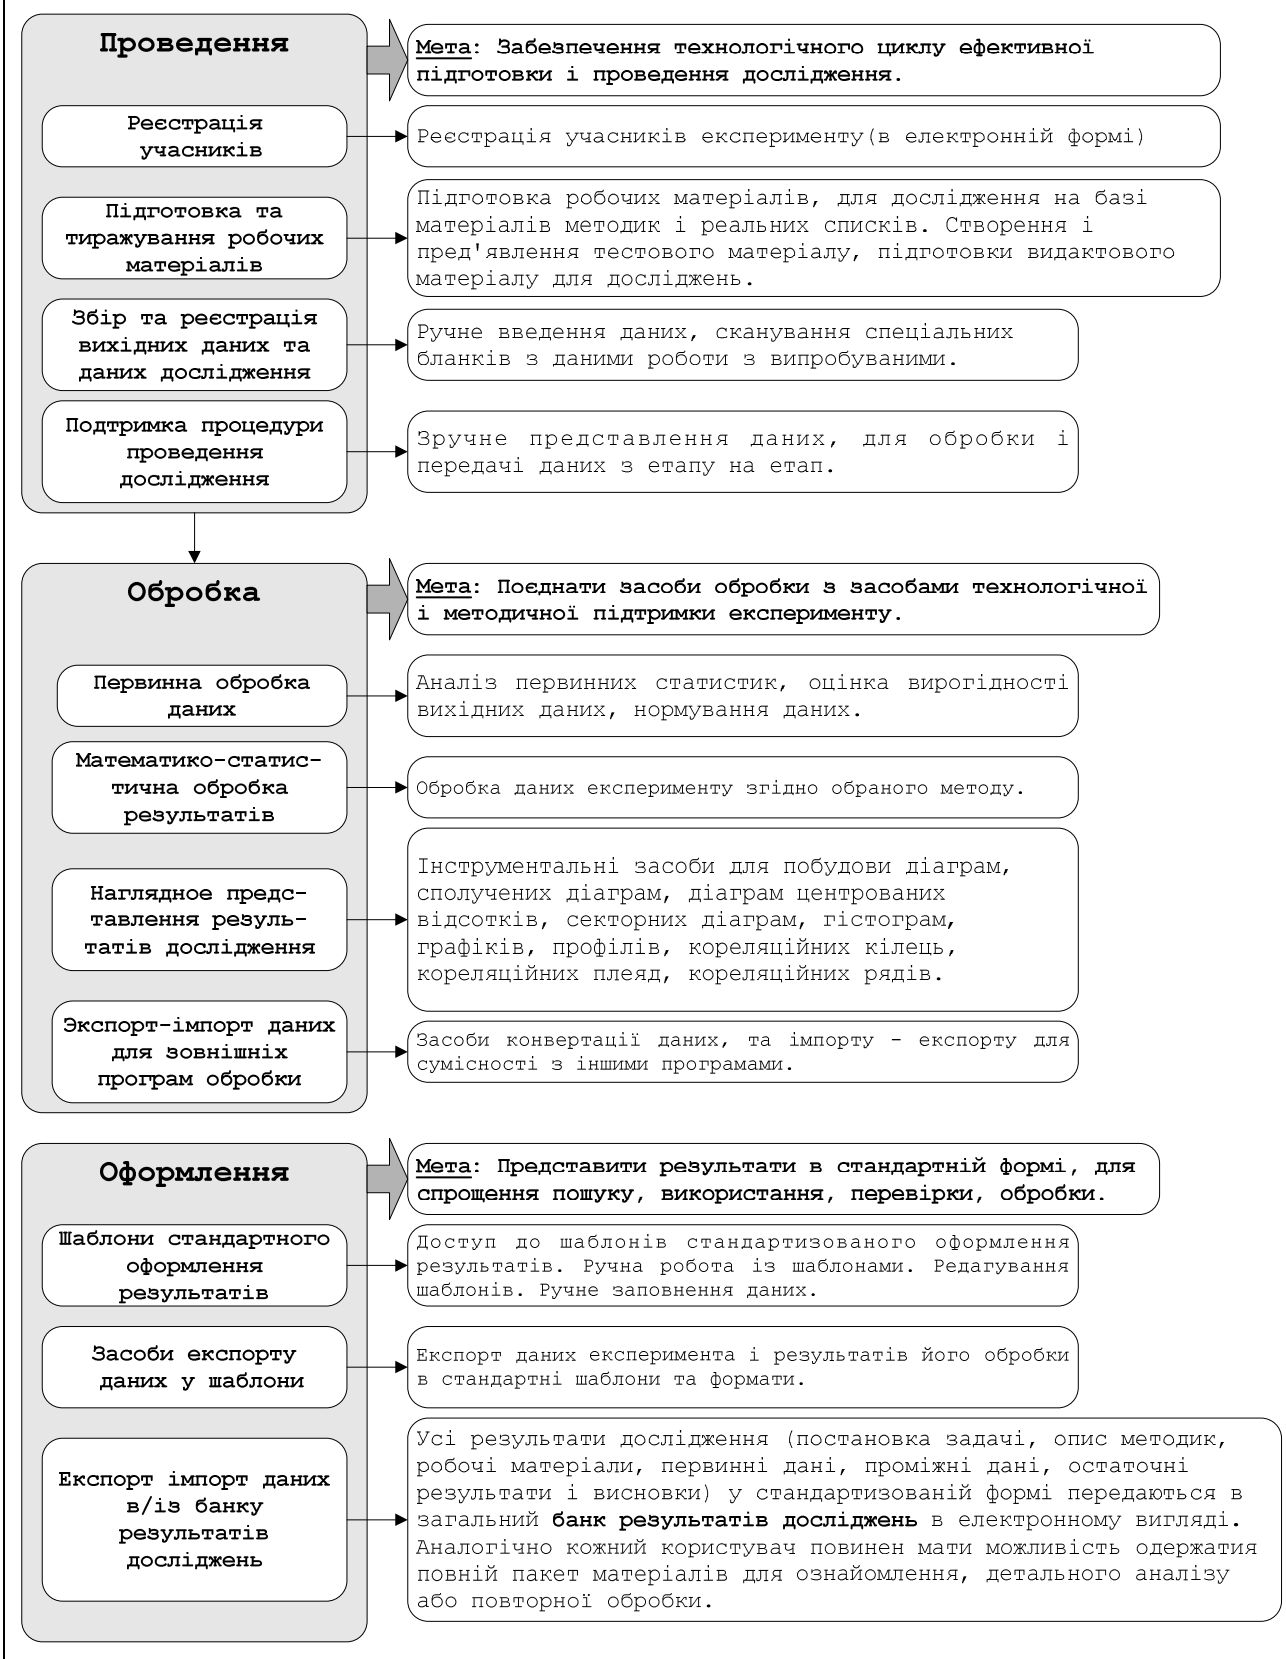 Проведення
Мета: Забезпечення технологічного циклу ефективної
підготовки і проведення дослідження.
Реєстрація
учасників
Реєстрація учасників експерименту(в електронній формі)
Підготовка та
тиражування робочих
матеріалів
Підготовка робочих матеріалів, для дослідження на базі
матеріалів методик і реальних списків. Створення і
пред'явлення тестового матеріалу, підготовки видактового
матеріалу для досліджень.
Збір та реєстрація
вихідних даних та
даних дослідження
Ручне введення даних, сканування спеціальних
бланків з даними роботи з випробуваними.
Подтримка процедури
проведення
дослідження
Зручне представлення даних, для обробки і
передачі даних з етапу на етап.
Обробка
Мета: Поєднати засоби обробки з засобами технологічної
і методичної підтримки експерименту.
Первинна обробка
даних
Аналіз первинних статистик, оцінка вирогідності
вихідних даних, нормування даних.
Математико-статис-
тична обробка
результатів
Обробка даних експерименту згідно обраного методу.
Наглядное предс-
тавлення резуль-
татів дослідження
Інструментальні засоби для побудови діаграм,
сполучених діаграм, діаграм центрованих
відсотків, секторних діаграм, гістограм,
графіків, профілів, кореляційних кілець,
кореляційних плеяд, кореляційних рядів.
Экспорт-імпорт даних
для зовнішніх
програм обробки
Засоби конвертації даних, та імпорту - експорту для
сумісності з іншими програмами.
Оформлення
Мета: Представити результати в стандартній формі, для
спрощення пошуку, використання, перевірки, обробки.
Шаблони стандартного
оформлення
результатів
Доступ до шаблонів стандартизованого оформлення
результатів. Ручна робота із шаблонами. Редагування
шаблонів. Ручне заповнення даних.
Засоби експорту
даних у шаблони
Експорт даних експеримента і результатів його обробки
в стандартні шаблони та формати.
Експорт імпорт даних
в/із банку
результатів
досліджень
Усі результати дослідження (постановка задачі, опис методик,
робочі матеріали, первинні дані, проміжні дані, остаточні
результати і висновки) у стандартизованій формі передаються в
загальний банк результатів досліджень в електронному вигляді.
Аналогічно кожний користувач повинен мати можливість одержатия
повній пакет матеріалів для ознайомлення, детального аналізу
або повторної обробки.